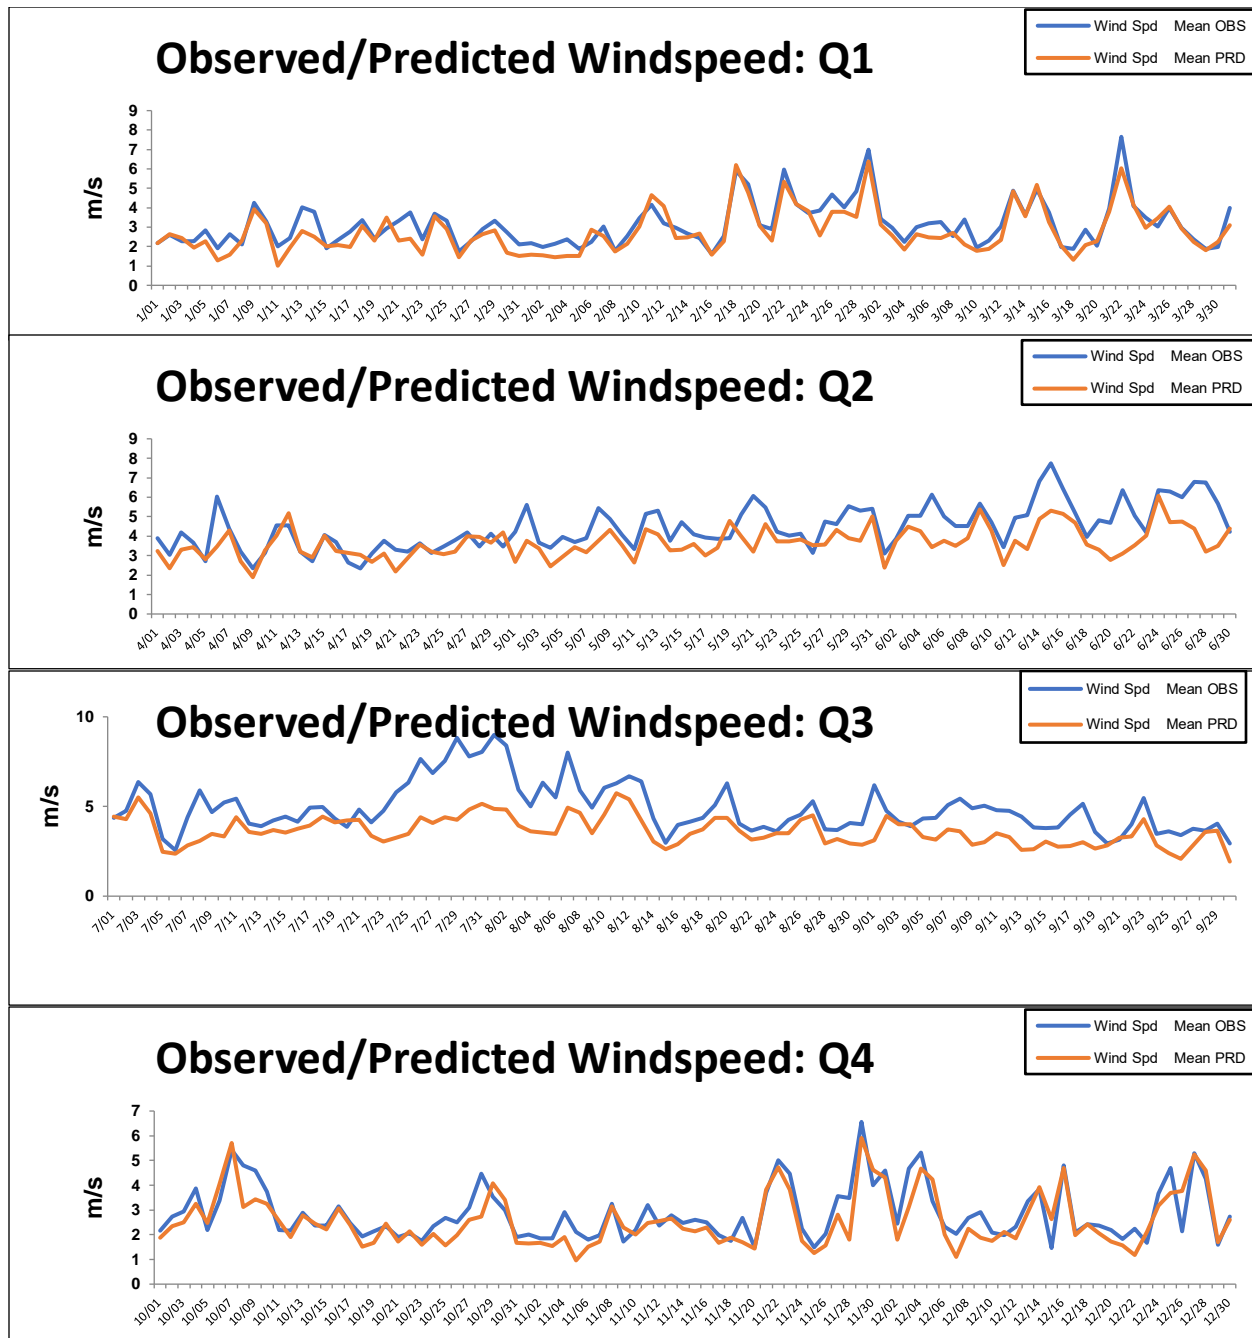 Observed/Predicted Windspeed: Q1
Wind Spd Mean OBS
Wind Spd Mean PRD
m/s
9
8
7
6
5
4
3
2
1
0
1/01 1/03 1/05 1/07 1/09 1/11 1/13 1/15 1/17 1/19 1/21 1/23 1/25 1/27 1/29 1/31 2/02 2/04 2/06 2/08 2/10 2/12 2/14 2/16 2/18 2/20 2/22 2/24 2/26 2/28 3/02 3/04 3/06 3/08 3/10 3/12 3/14 3/16 3/18 3/20 3/22 3/24 3/26 3/28 3/30
Observed/Predicted Windspeed: Q2
Wind Spd Mean OBS
Wind Spd Mean PRD
m/s
9
8
7
6
5
4
3
2
1
0
4/01 4/03 4/05 4/07 4/09 4/11 4/13 4/15 4/17 4/19 4/21 4/23 4/25 4/27 4/29 5/01 5/03 5/05 5/07 5/09 5/11 5/13 5/15 5/17 5/19 5/21 5/23 5/25 5/27 5/29 5/31 6/02 6/04 6/06 6/08 6/10 6/12 6/14 6/16 6/18 6/20 6/22 6/24 6/26 6/28 6/30
Observed/Predicted Windspeed: Q3
Wind Spd Mean OBS
Wind Spd Mean PRD
m/s
10
5
0
7/01 7/03 7/05 7/07 7/09 7/11 7/13 7/15 7/17 7/19 7/21 7/23 7/25 7/27 7/29 7/31 8/02 8/04 8/06 8/08 8/10 8/12 8/14 8/16 8/18 8/20 8/22 8/24 8/26 8/28 8/30 9/01 9/03 9/05 9/07 9/09 9/11 9/13 9/15 9/17 9/19 9/21 9/23 9/25 9/27 9/29
Observed/Predicted Windspeed: Q4
Wind Spd Mean OBS
Wind Spd Mean PRD
m/s
7
6
5
4
3
2
1
0
10/01 10/03 10/05 10/07 10/09 10/11 10/13 10/15 10/17 10/19 10/21 10/23 10/25 10/27 10/29 10/31 11/02 11/04 11/06 11/08 11/10 11/12 11/14 11/16 11/18 11/20 11/22 11/24 11/26 11/28 11/30 12/02 12/04 12/06 12/08 12/10 12/12 12/14 12/16 12/18 12/20 12/22 12/24 12/26 12/28 12/30